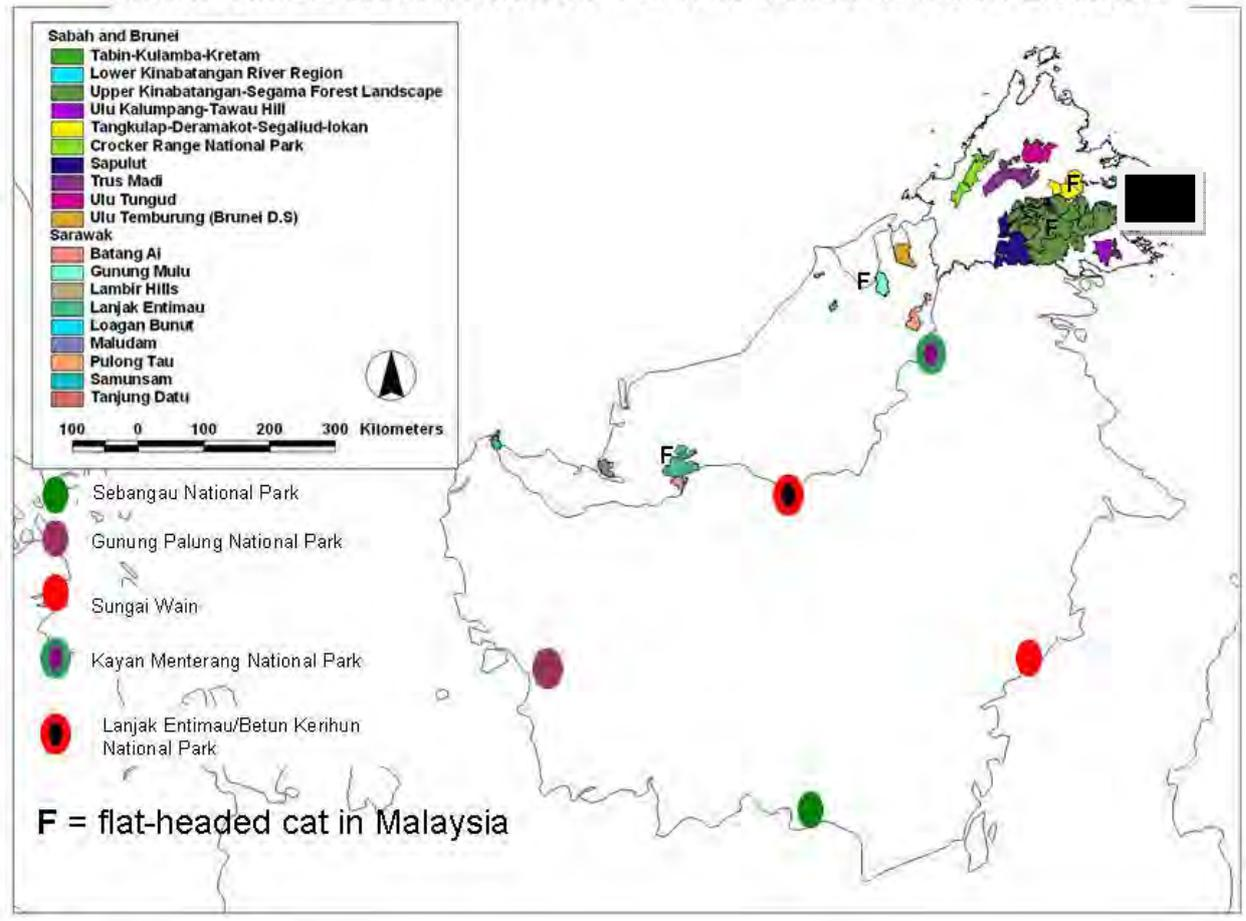 Sabah and Brunei
Tabin-Kulamba-Kretam
Lower Kinabatangan River Region
Upper Kinabatangan-Segama Forest Landscape
Ulu Kalumpang-Tawau Hill
Tangkulap-Deramakot-Segaliud-lokan
Crocker Range National Park
Sapulut
Trus Madi
Ulu Tungud
Ulu Temburung (Brunei D.S)
Sarawak
Batang Ai
Gunung Mulu
Lambir Hills
Lanjak Entimau
Loagan Bunut
Maludam
Pulong Tau
Samunsam
Tanjung Datu
100 0 100 200 300 Kilometers
Sebangau National Park
Gunung Palung National Park
Sungai Wain
Kayan Menterang National Park
Lanjak Entimau/Betun Kerihun
National Park
F = flat-headed cat in Malaysia
F
F
F
F